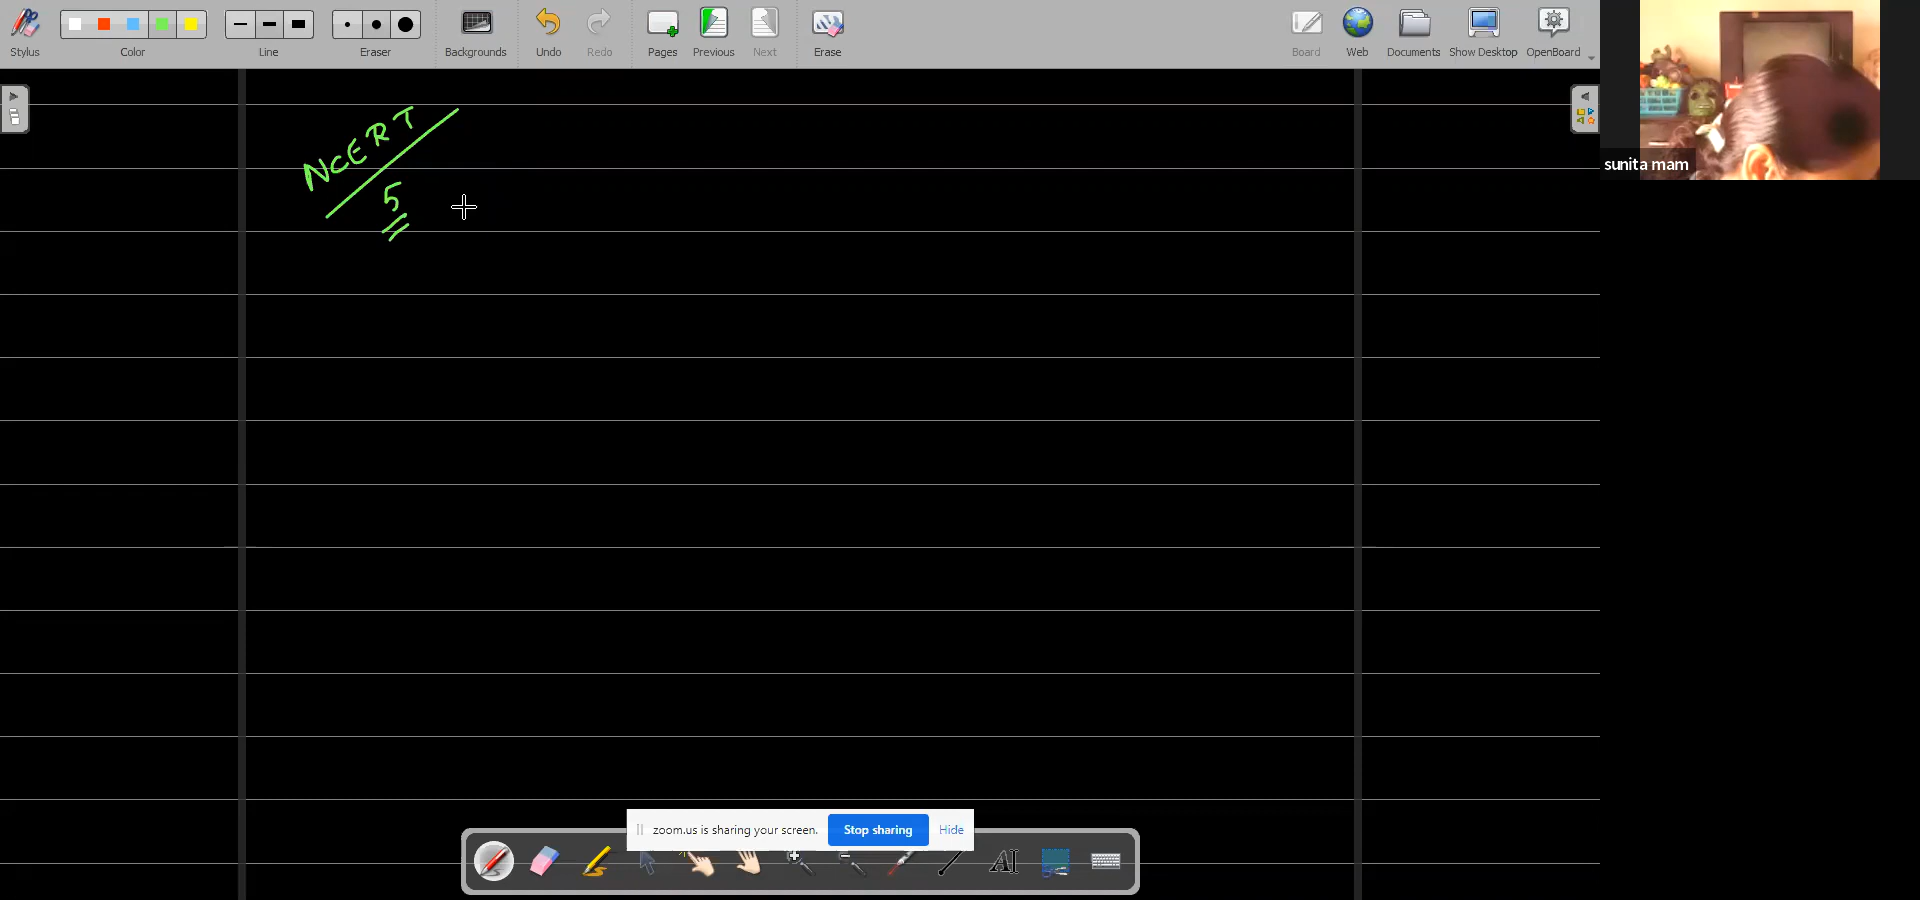 Stylus
Color
Line
Eraser
Backgrounds
Undo
Redo
Pages
Previous
Next
Erase
Board
Web
Documents
Show Desktop
OpenBoard
sunita mam
NCERT
5
zoom.us is sharing your screen.
Stop sharing
Hide
AI